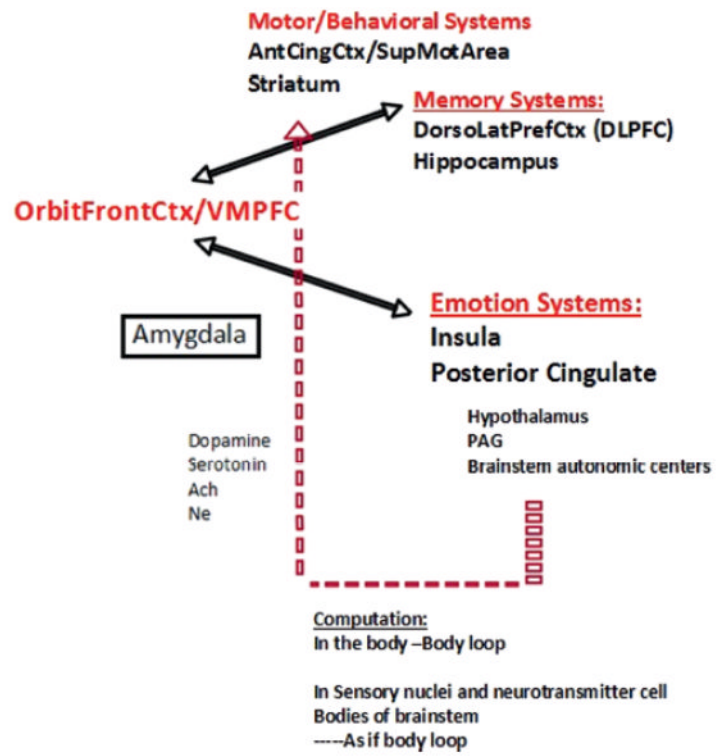 Motor/Behavioral Systems
AntCingCtx/SupMotArea
Striatum
Memory Systems:
DorsoLatPrefCtx (DLPFC)
Hippocampus
OrbitFrontCtx/VMPFC
Emotion Systems:
Insula
Posterior Cingulate
Amygdala
Hypothalamus
PAG
Brainstem autonomic centers
Dopamine
Serotonin
Ach
Ne
Computation:
In the body –Body loop
In Sensory nuclei and neurotransmitter cell
Bodies of brainstem
-----As if body loop